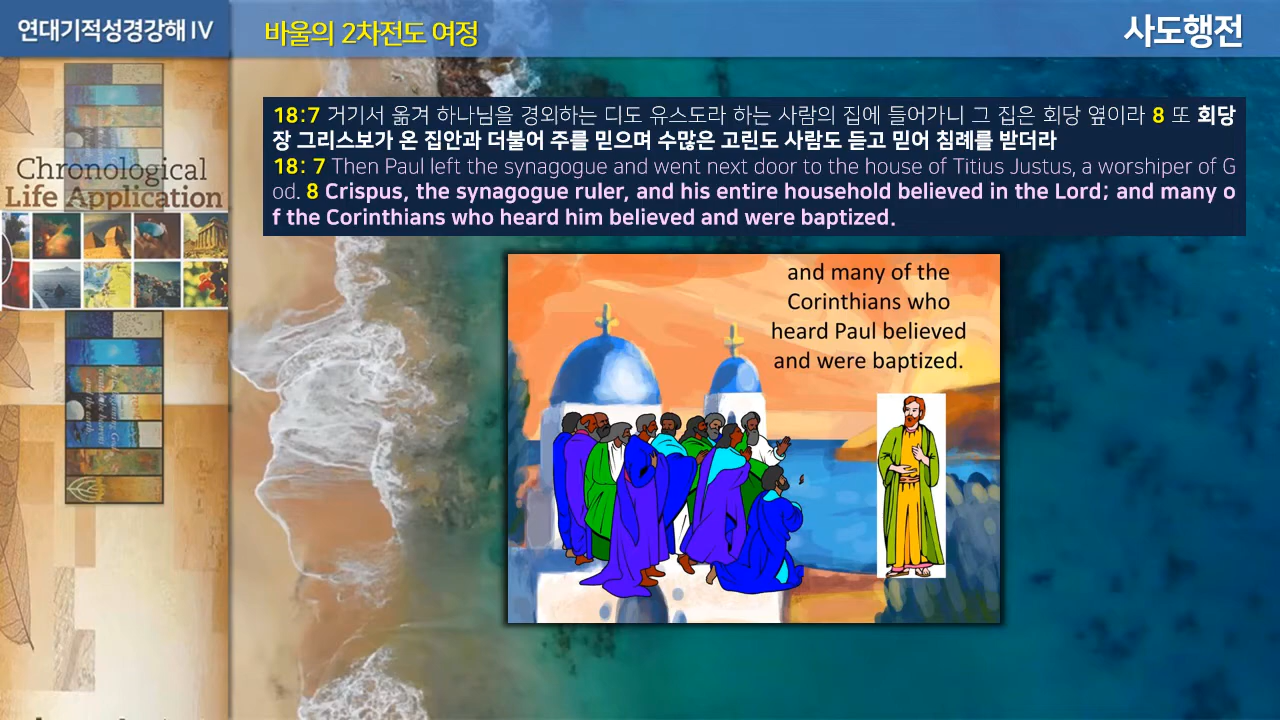 연대기적성경강해 IV
바울의 2차전도 여정
사도행전
Chronological
Life Application
18:7 거기서 옮겨 하나님을 경외하는 디도 유스도라 하는 사람의 집에 들어가니 그 집은 회당 옆이라 8 또 회당
장 그리스보가 온 집안과 더불어 주를 믿으며 수많은 고린도 사람도 듣고 믿어 침례를 받더라
18: 7 Then Paul left the synagogue and went next door to the house of Titius Justus, a worshiper of G
od. 8 Crispus, the synagogue ruler, and his entire household believed in the Lord; and many o
f the Corinthians who heard him believed and were baptized.
and many of the
Corinthians who
heard Paul believed
and were baptized.